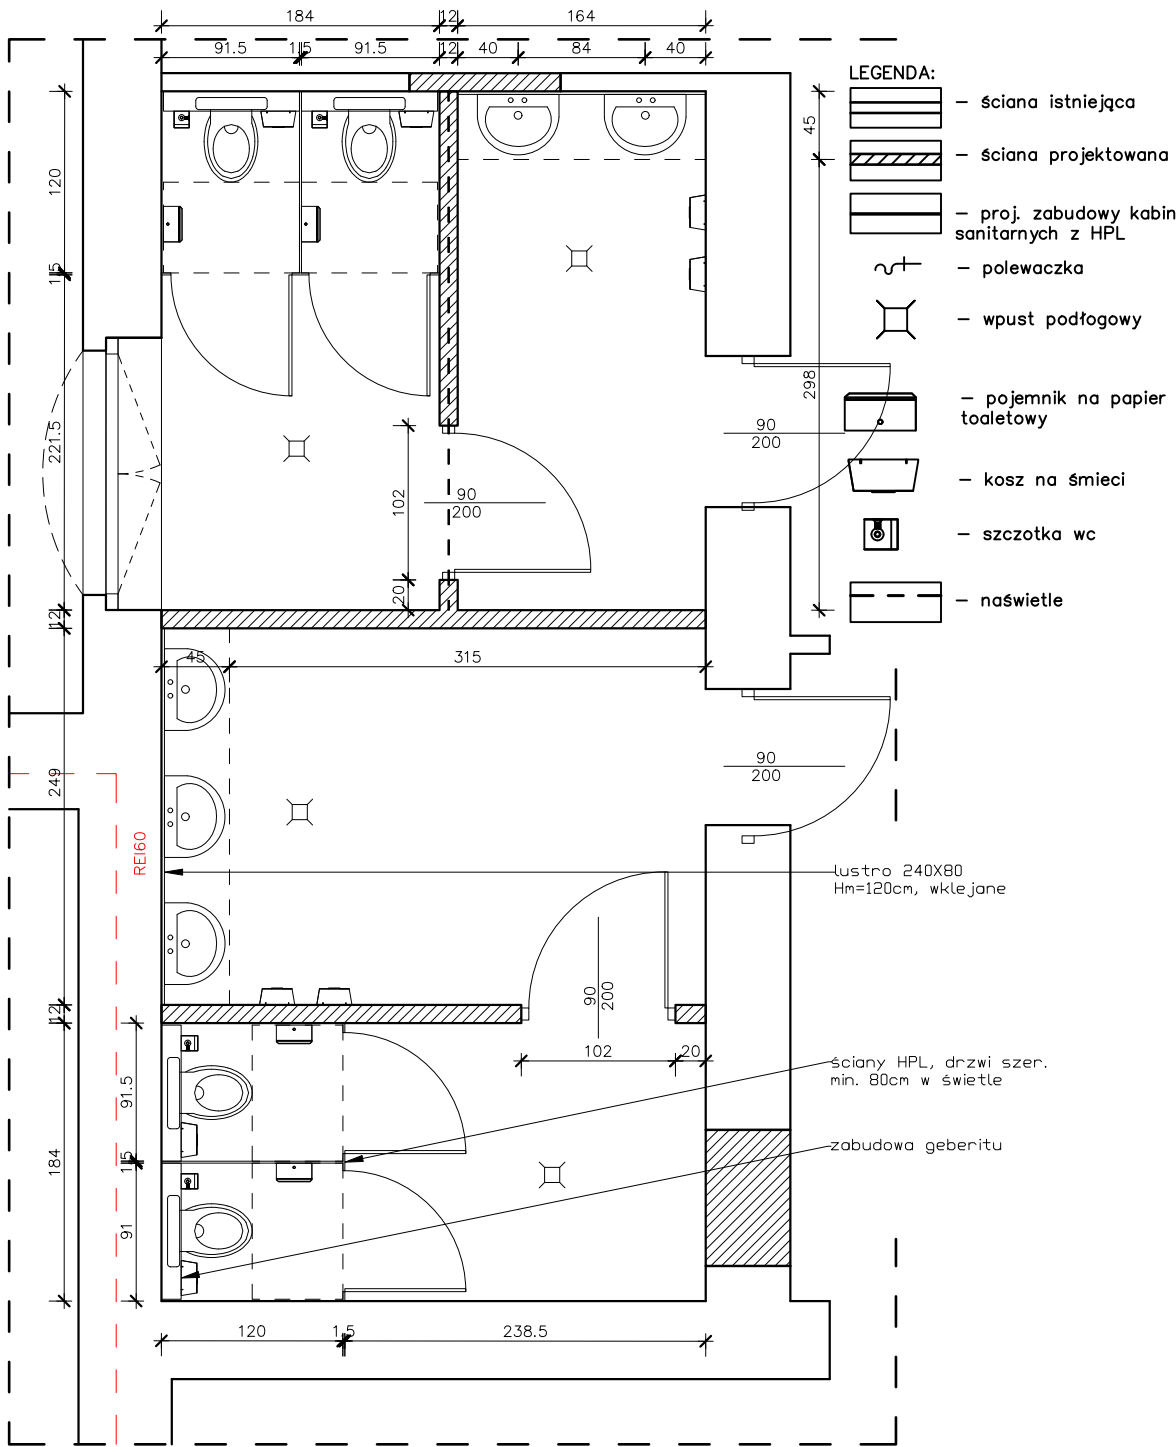 184
12
164
91.5
1.5
91.5
12
40
84
40
LEGENDA:
— ściana istniejąca
— ściana projektowana
— proj. zabudowy kabin
sanitarnych z HPL
— polewaczka
— wpust podłogowy
— pojemnik na papier
toaletowy
— kosz na śmieci
— szczotka wc
— naświetle
45
298
120
1.5
221.5
12
249
12
184
102
20
90
200
90
200
45
315
90
200
REI60
lustro 240X80
Hm=120cm, wklejane
90
200
102
20
ściany HPL, drzwi szer.
min. 80cm w świetle
zabudowa geberitu
91.5
1.5
91
120
1.5
238.5